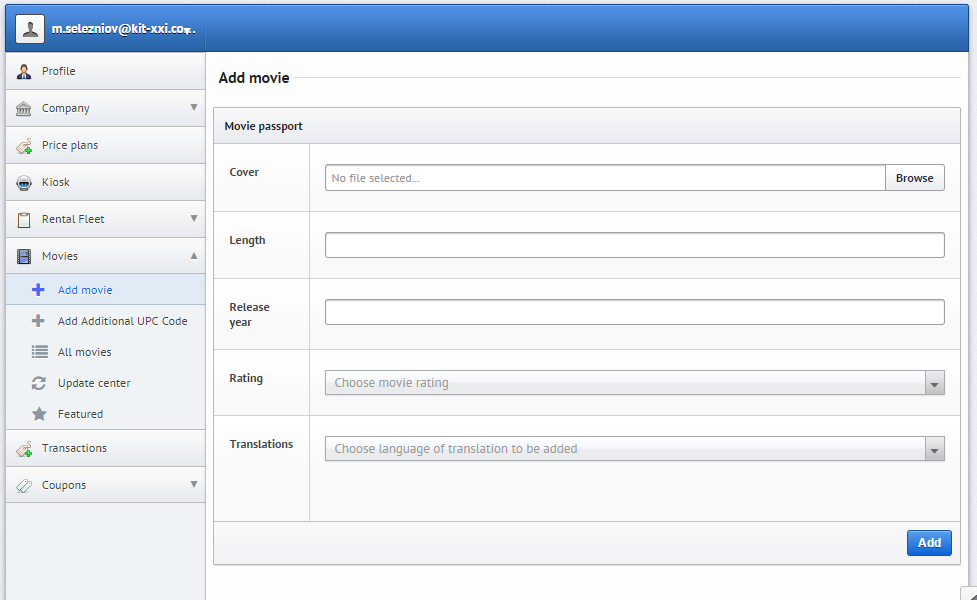 m.selezniov@kit-xxi.co...
Profile
Company
Price plans
Kiosk
Rental Fleet
Movies
Add movie
Add Additional UPC Code
All movies
Update center
Featured
Transactions
Coupons
Add movie
Movie passport
Cover
No file selected...
Browse
Length
Release
year
Rating
Choose movie rating
Translations
Choose language of translation to be added
Add